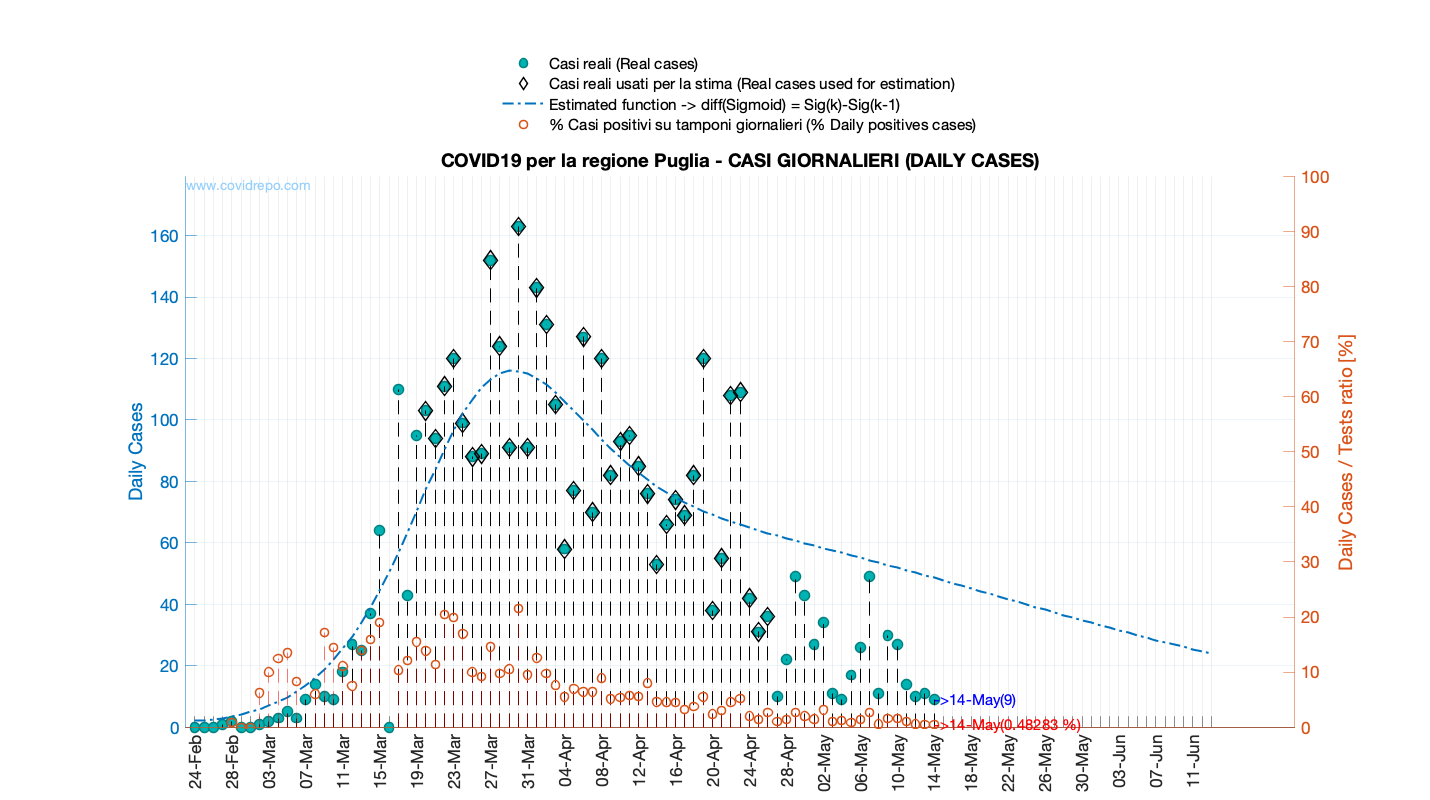 Casi reali (Real cases)
Casi reali usati per la stima (Real cases used for estimation)
Estimated function -> diff(Sigmoid) = Sig(k)-Sig(k-1)
% Casi positivi su tamponi giornalieri (% Daily positives cases)
COVID19 per la regione Puglia - CASI GIORNALIERI (DAILY CASES)
www.covidrepo.com
Daily Cases
160
140
120
100
80
60
40
20
0
100
90
80
70
60
50
40
30
20
10
0
Daily Cases / Tests ratio [%]
->14-May(9)
->14-May(0.48283 %)
24-Feb
28-Feb
03-Mar
07-Mar
11-Mar
15-Mar
19-Mar
23-Mar
27-Mar
31-Mar
04-Apr
08-Apr
12-Apr
16-Apr
20-Apr
24-Apr
28-Apr
02-May
06-May
10-May
14-May
18-May
22-May
26-May
30-May
03-Jun
07-Jun
11-Jun